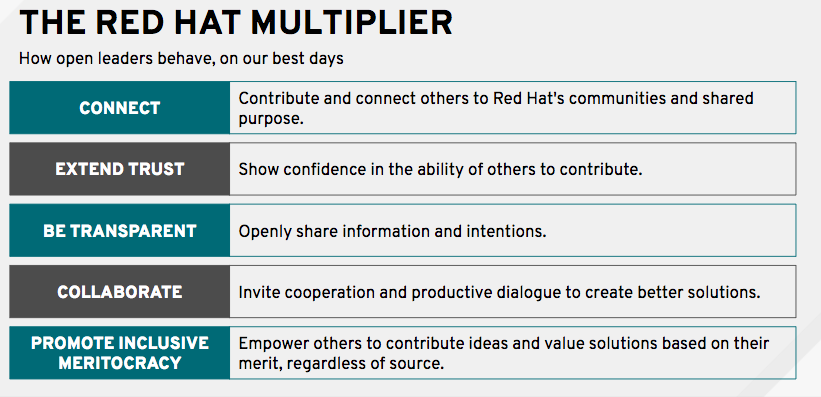 THE RED HAT MULTIPLIER
How open leaders behave, on our best days
CONNECT
Contribute and connect others to Red Hat's communities and shared
purpose.
EXTEND TRUST
Show confidence in the ability of others to contribute.
BE TRANSPARENT
Openly share information and intentions.
COLLABORATE
Invite cooperation and productive dialogue to create better solutions.
PROMOTE INCLUSIVE
MERITOCRACY
Empower others to contribute ideas and value solutions based on their
merit, regardless of source.